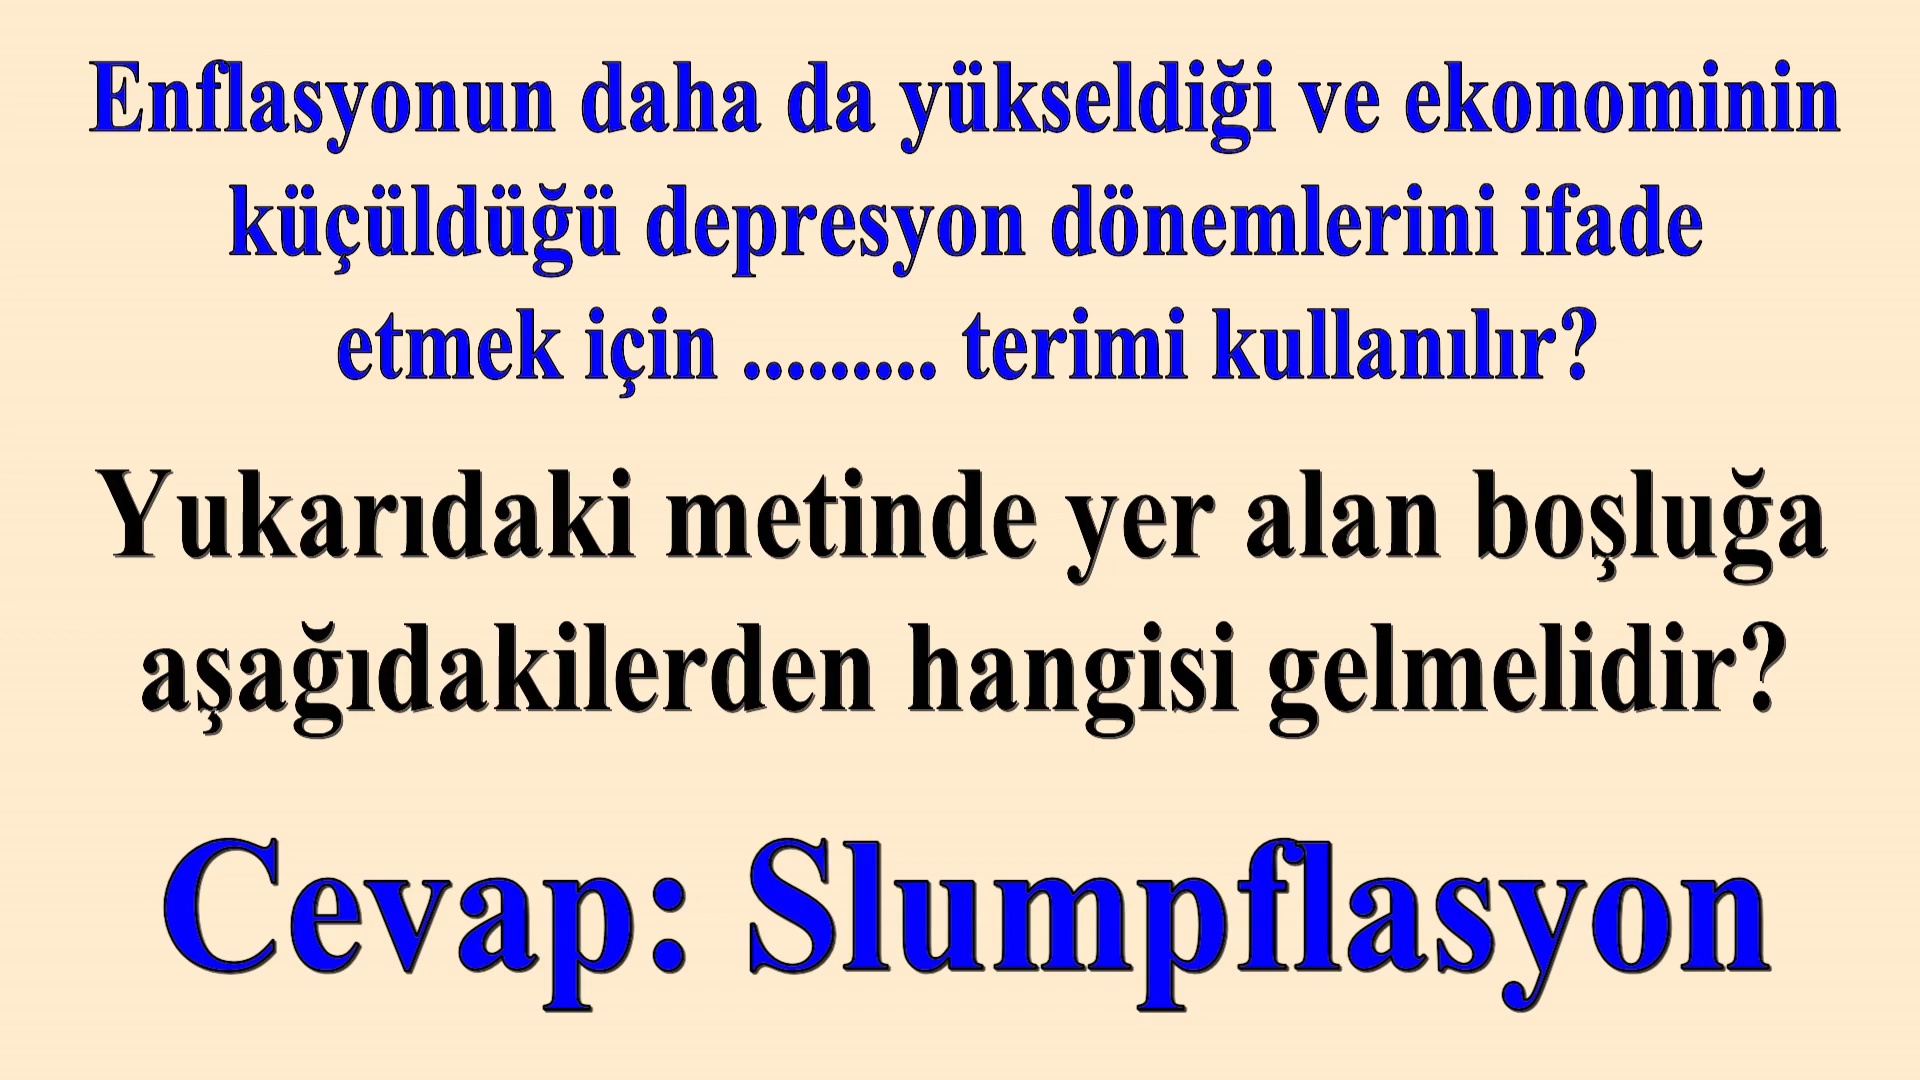 Enflasyonun daha da yükseldiği ve ekonominin
küçüldüğü depresyon dönemlerini ifade
etmek için ......... terimi kullanılır?
Yukarıdaki metinde yer alan boşluğa
aşağıdakilerden hangisi gelmelidir?
Cevap: Slumpflasyon